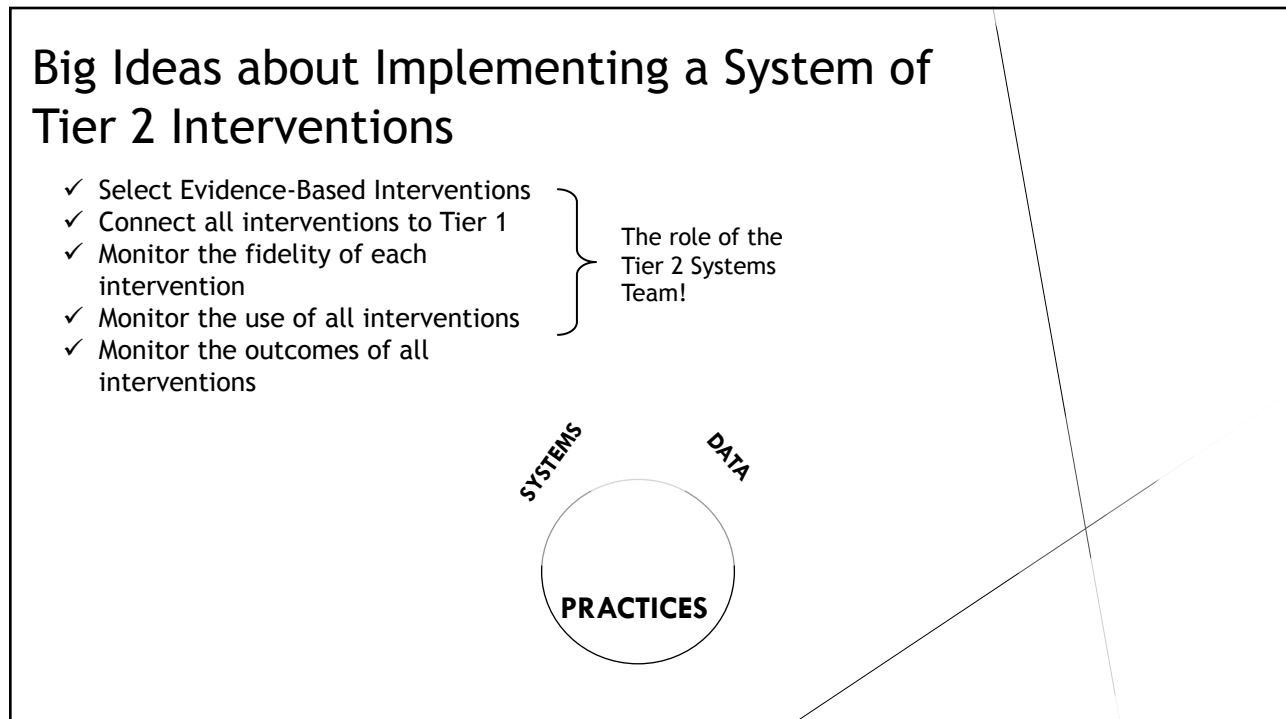 Big Ideas about Implementing a System of
Tier 2 Interventions
✓ Select Evidence-Based Interventions
✓ Connect all interventions to Tier 1
✓ Monitor the fidelity of each
intervention
✓ Monitor the use of all interventions
✓ Monitor the outcomes of all
interventions
The role of the
Tier 2 Systems
Team!
SYSTEMS
DATA
PRACTICES